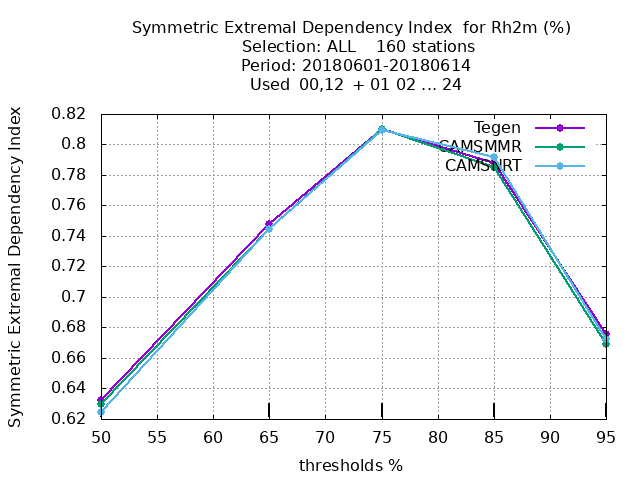 Symmetric Extremal Dependency Index for Rh2m (%)
Selection: ALL 160 stations
Period: 20180601-20180614
Used 00,12 + 01 02 ... 24
Symmetric Extremal Dependency Index
0.82
0.8
0.78
0.76
0.74
0.72
0.7
0.68
0.66
0.64
0.62
Tegen
CAMSMMR
CAMSNRT
50 55 60 65 70 75 80 85 90 95
thresholds %